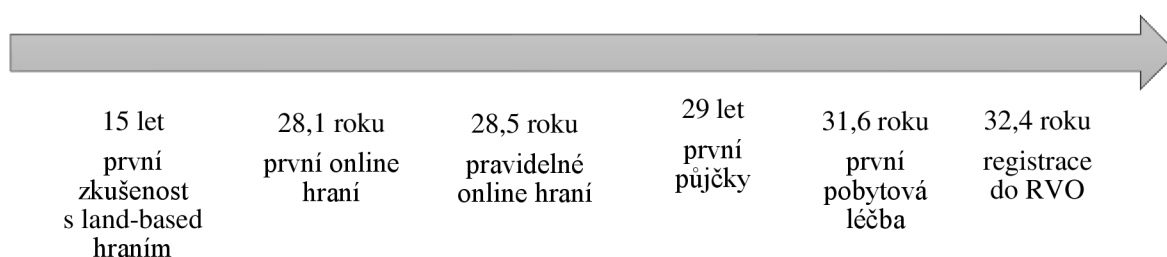 15 let
první
zkušenost
s land-based
hraním
28,1 roku
první online
hraní
28,5 roku
pravidelné
online hraní
29 let
první
půjčky
31,6 roku
první
pobytová
léčba
32,4 roku
registrace
do RVO